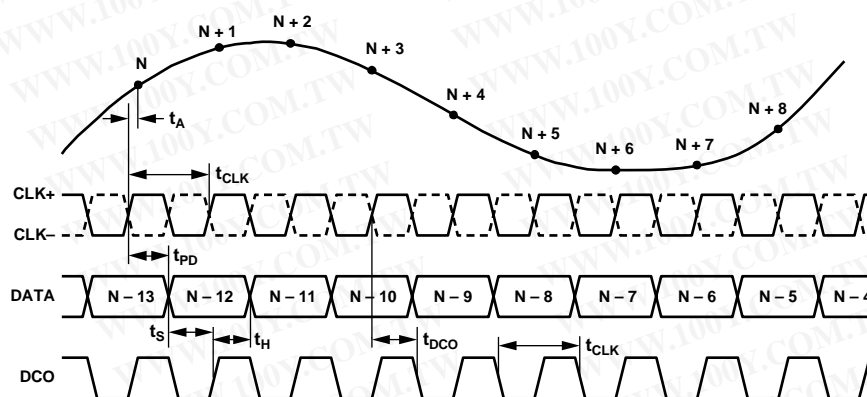 WWW.100Y.COM.TW
N
N + 1
N + 2
N + 3
N + 4
N + 5
N + 6
N + 7
N + 8
tA
tCLK
CLK+
CLK–
tPD
DATA
N – 13
N – 12
N – 11
N – 10
N – 9
N – 8
N – 7
N – 6
N – 5
N – 4
tS
tH
tDCO
tCLK
DCO